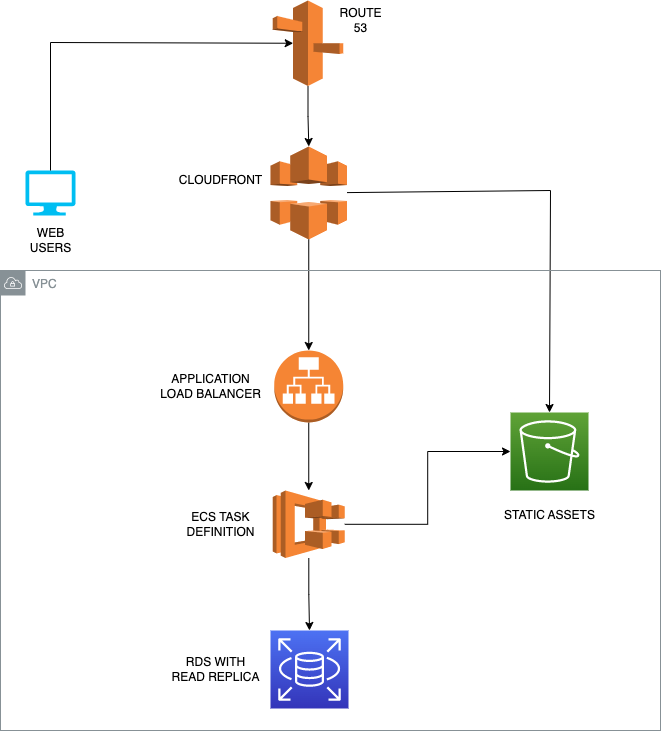 ROUTE
53
CLOUDFRONT
WEB
USERS
VPC
APPLICATION
LOAD BALANCER
ECS TASK
DEFINITION
STATIC ASSETS
RDS WITH
READ REPLICA